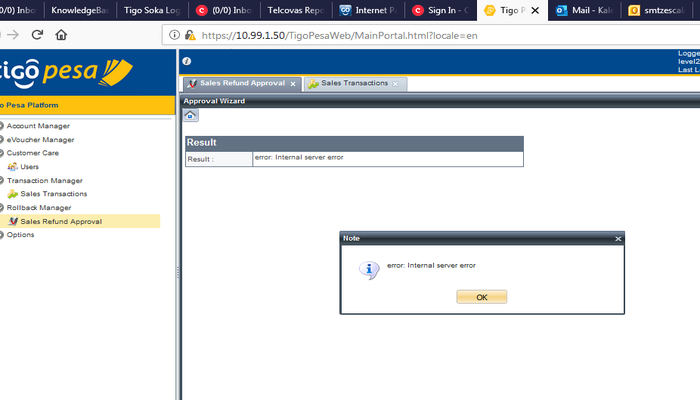 (0/0) Inbox
KnowledgeBas
Tigo Soka Log
(0/0) Inbox
Telcovas Repo
Internet P
Sign In - C
Tigo P
Mail - Kal
smtzescal
https://10.99.1.50/TigoPesaWeb/MainPortal.html?locale=en
tigo pesa
Logge
level2
Last L
Sales Refund Approval
Sales Transactions
o Pesa Platform
Approval Wizard
Account Manager
eVoucher Manager
Customer Care
Users
Transaction Manager
Sales Transactions
Rollback Manager
Sales Refund Approval
Options
Result
Result :
error: Internal server error
Note
error: Internal server error
OK